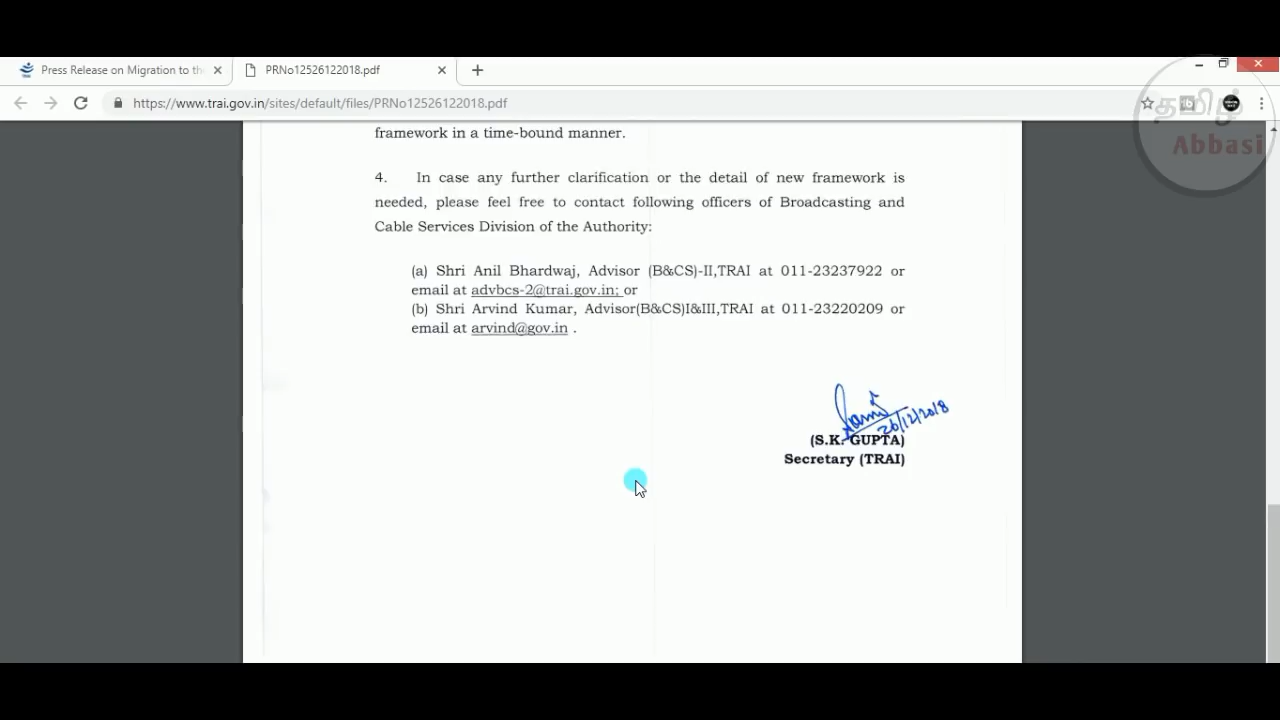 Press Release on Migration to the
PRNo12526122018.pdf
https://www.trai.gov.in/sites/default/files/PRNo12526122018.pdf
தமிழ்
Abbasi
framework in a time-bound manner.
4. In case any further clarification or the detail of new framework is
needed, please feel free to contact following officers of Broadcasting and
Cable Services Division of the Authority:
(a) Shri Anil Bhardwaj, Advisor (B&CS)-II,TRAI at 011-23237922 or
email at advbcs-2@trai.gov.in; or
(b) Shri Arvind Kumar, Advisor(B&CS)I&III,TRAI at 011-23220209 or
email at arvind@gov.in .
26/12/2018
(S.K. GUPTA)
Secretary (TRAI)